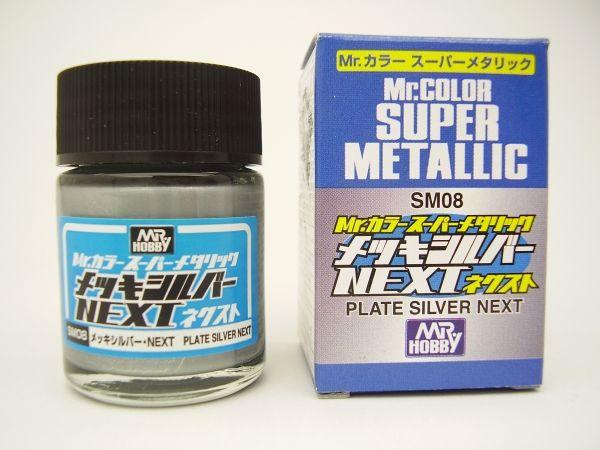 MR
HOBBY
Mr.カラー スーパーメタリック
メッキシルバー
NEXT ネクスト
SM08 メッキシルバー・NEXT PLATE SILVER NEXT
Mr.カラー スーパーメタリック
Mr.COLOR
SUPER
METALLIC
SM08
Mr.カラースーパーメタリック
メッキシルバー
NEXT ネクスト
PLATE SILVER NEXT
MR
HOBBY